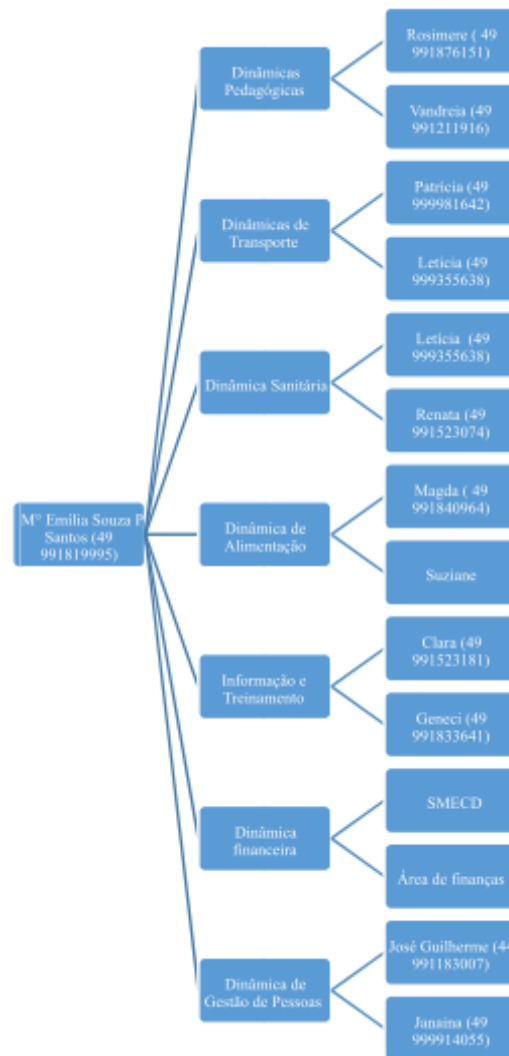 Rosimere ( 49
991876151)
Dinâmicas
Pedagógicas
Vandreia (49
991211916)
Patrícia (49
999981642)
Dinâmicas de
Transporte
Leticia (49
999355638)
Letícia (49
999355638)
Dinâmica Sanitária
Renata (49
991523074)
M° Emília Souza P
Santos (49
991819995)
Magda ( 49
991840964)
Dinâmica de
Alimentação
Suziane
Clara (49
991523181)
Informação e
Treinamento
Geneci (49
991833641)
SMECD
Dinâmica
financeira
Área de finanças
José Guilherme (44
991183007)
Dinâmica de
Gestão de Pessoas
Janaina (49
999914055)